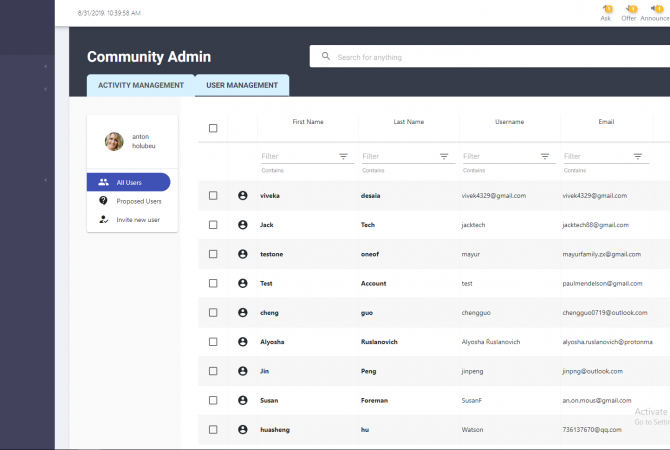 8/31/2019, 10:39:58 AM
Ask Offer Announce
Community Admin
Search for anything
ACTIVITY MANAGEMENT USER MANAGEMENT
anton
holubeu
All Users
Proposed Users
Invite new user
First Name Last Name Username Email
Filter Filter Filter Filter
Contains Contains Contains Contains
viveka desaia vivek4329@gmail.com vivek4329@gmail.com
Jack Tech jacktech jacktech88@gmail.com
testone oneof mayur mayurfamily.zx@gmail.com
Test Account test paulmendelson@gmail.com
cheng guo chengguo chengguo0719@outlook.com
Alyosha Ruslanovich Alyosha Ruslanovich alyosha.ruslanovich@protonma
Jin Peng jinpeng jinpng@outlook.com
Susan Foreman SusanF an.on.mous@gmail.com
huasheng hu Watson 736137670@qq.com
Activate
Go to Settin